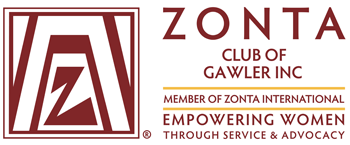 ZONTA
CLUB OF
GAWLER INC
MEMBER OF ZONTA INTERNATIONAL
EMPOWERING WOMEN
THROUGH SERVICE & ADVOCACY
Z
®